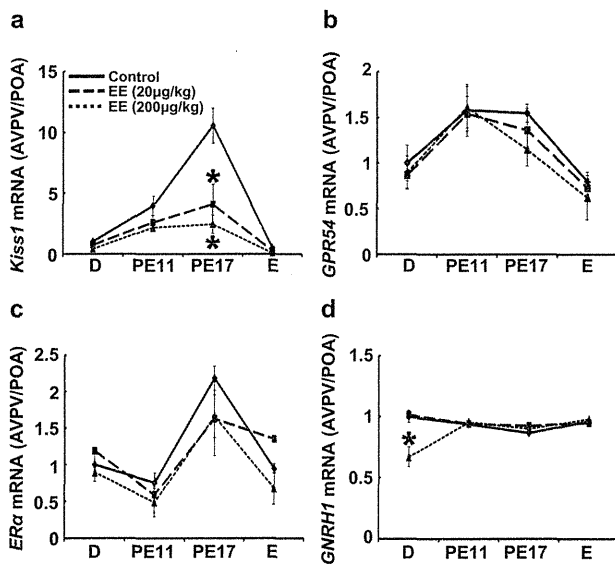 a
Kiss1 mRNA (AVPV/POA)
15
10
5
0
Control
EE (20µg/kg)
EE (200µg/kg)
*
*
D PE11 PE17 E
b
GPR54 mRNA (AVPV/POA)
2
1.5
1
0.5
0
D PE11 PE17 E
c
ERα mRNA (AVPV/POA)
2.5
2
1.5
1
0.5
0
D PE11 PE17 E
d
GNRH1 mRNA (AVPV/POA)
1.5
1
0.5
0
*
D PE11 PE17 E